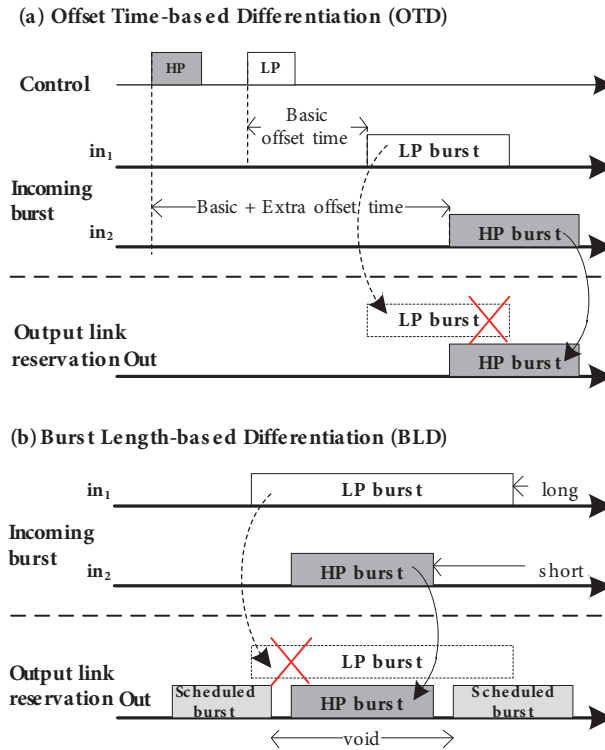 (a) Offset Time-based Differentiation (OTD)
HP
LP
Control
Basic
offset time
in1
LP burst
Incoming
burst
Basic + Extra offset time
in2
HP burst
LP burst
Output link
reservation Out
HP burst
(b) Burst Length-based Differentiation (BLD)
in1
LP burst
long
Incoming
burst
in2
HP burst
short
LP burst
Output link
reservation Out
Scheduled
burst
HP burst
Scheduled
burst
void